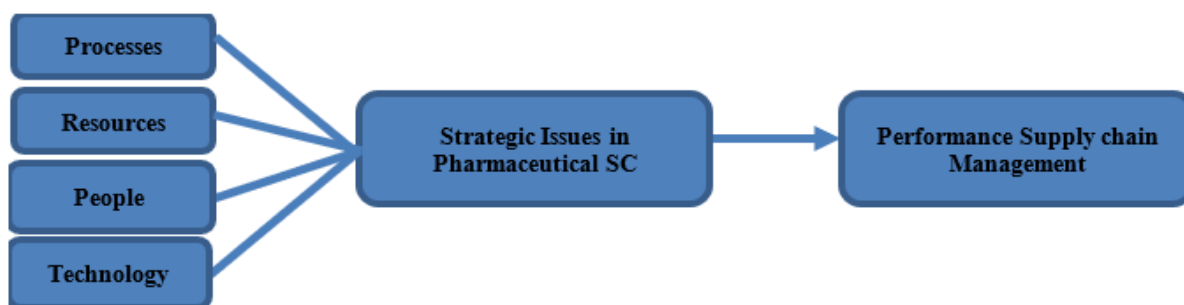 Processes
Resources
People
Technology
Strategic Issues in
Pharmaceutical SC
Performance Supply chain
Management